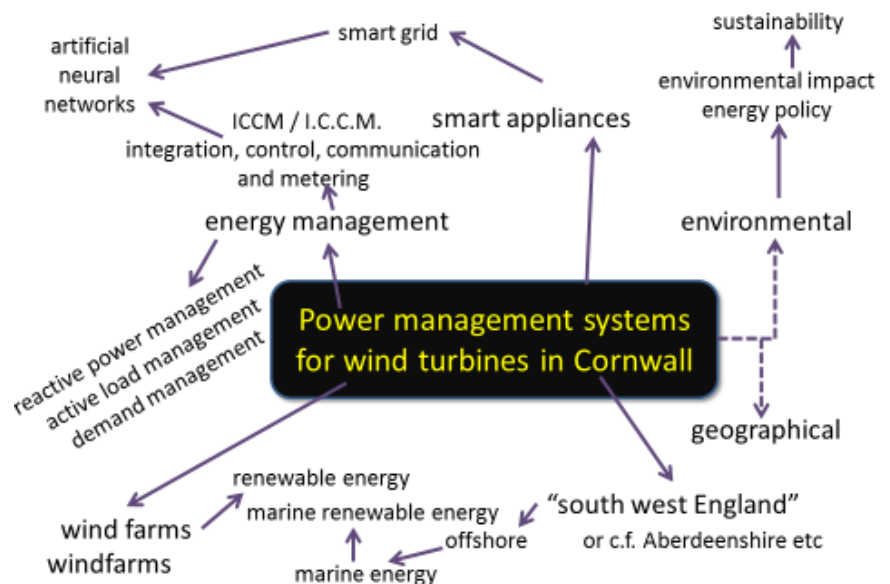 artificial
neural
networks
smart grid
sustainability
environmental impact
energy policy
ICCM / I.C.C.M.
integration, control, communication
and metering
smart appliances
energy management
environmental
reactive power management
active load management
demand management
Power management systems
for wind turbines in Cornwall
geographical
wind farms
windfarms
renewable energy
marine renewable energy
offshore
marine energy
“south west England”
or c.f. Aberdeenshire etc